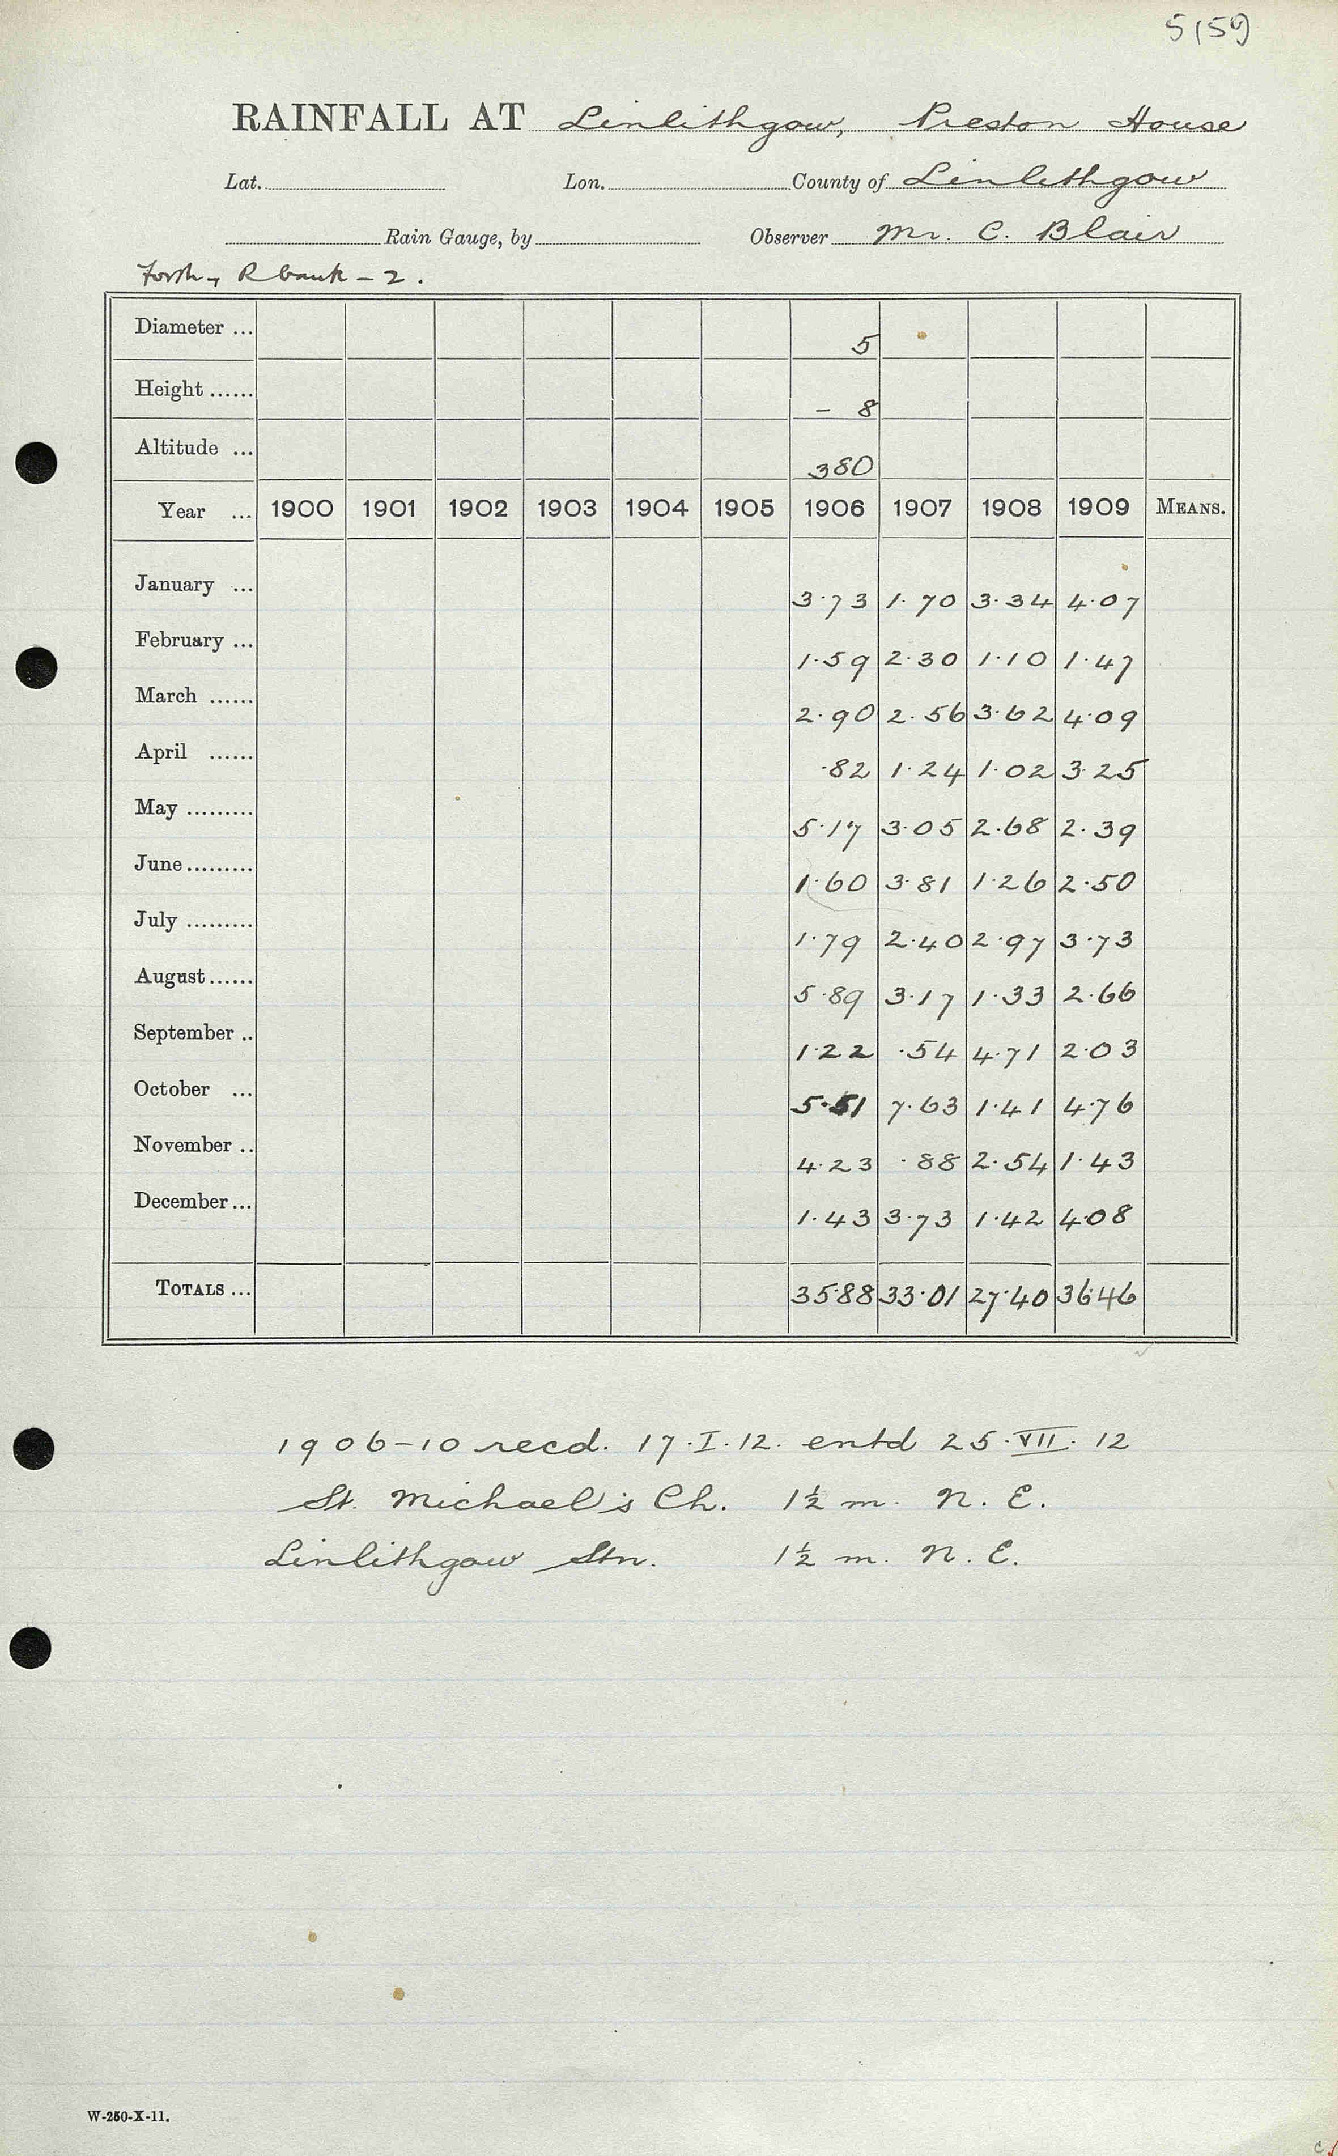 5159
RAINFALL AT Linlithgow, Preston House
Lat. Lon. County of Linlithgow
Rain Gauge, by Observer Mr. C. Blair
Forth, R bank - 2.
Diameter ... 5
Height ...... - 8
Altitude ... 380
Year ... 1900 1901 1902 1903 1904 1905 1906 1907 1908 1909 MEANS.
January ... 3.73 1.70 3.34 4.07
February ... 1.59 2.30 1.10 1.47
March ...... 2.90 2.56 3.62 4.09
April ...... .82 1.24 1.02 3.25
May ......... 5.17 3.05 2.68 2.39
June ......... 1.60 3.81 1.26 2.50
July ......... 1.79 2.40 2.97 3.73
August ...... 5.89 3.17 1.33 2.66
September .. 1.22 .54 4.71 2.03
October ... 5.51 7.63 1.41 4.76
November .. 4.23 .88 2.54 1.43
December ... 1.43 3.73 1.42 4.08
TOTALS ... 35.88 33.01 27.40 36.46
1906-10 recd. 17.I.12. entd 25.VII.12
St. Michael's Ch. 1½ m. N. E.
Linlithgow Stn. 1½ m. N. E.
W-250-X-11.